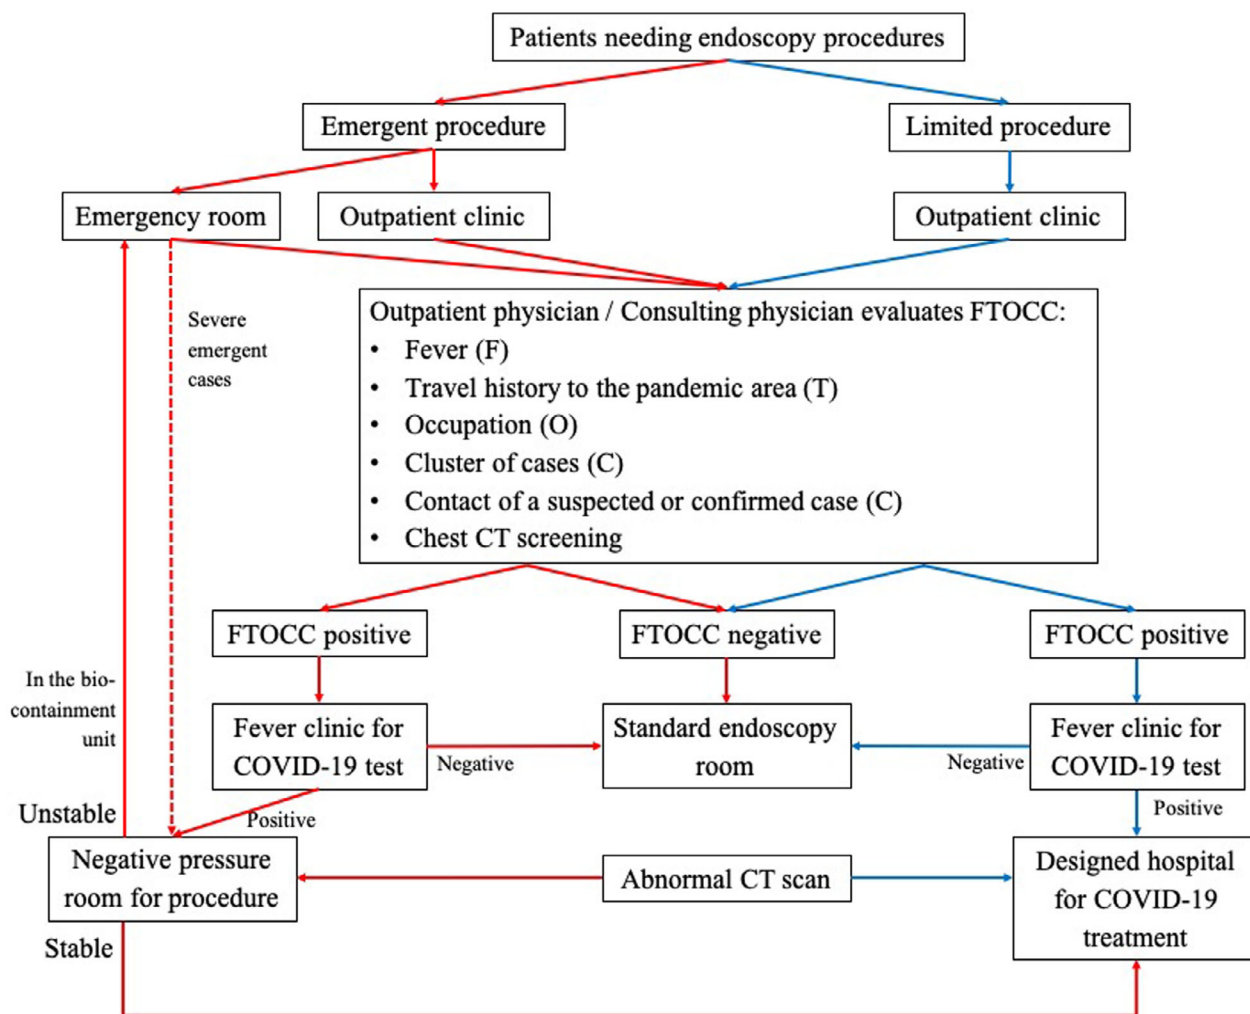 Patients needing endoscopy procedures
Emergent procedure
Limited procedure
Emergency room
Outpatient clinic
Outpatient clinic
Severe
emergent
cases
Outpatient physician / Consulting physician evaluates FTOCC:
• Fever (F)
• Travel history to the pandemic area (T)
• Occupation (O)
• Cluster of cases (C)
• Contact of a suspected or confirmed case (C)
• Chest CT screening
FTOCC positive
FTOCC negative
FTOCC positive
In the bio-
containment
unit
Fever clinic for
COVID-19 test
Negative
Standard endoscopy
room
Negative
Fever clinic for
COVID-19 test
Unstable
Positive
Positive
Negative pressure
room for procedure
Abnormal CT scan
Designed hospital
for COVID-19
treatment
Stable